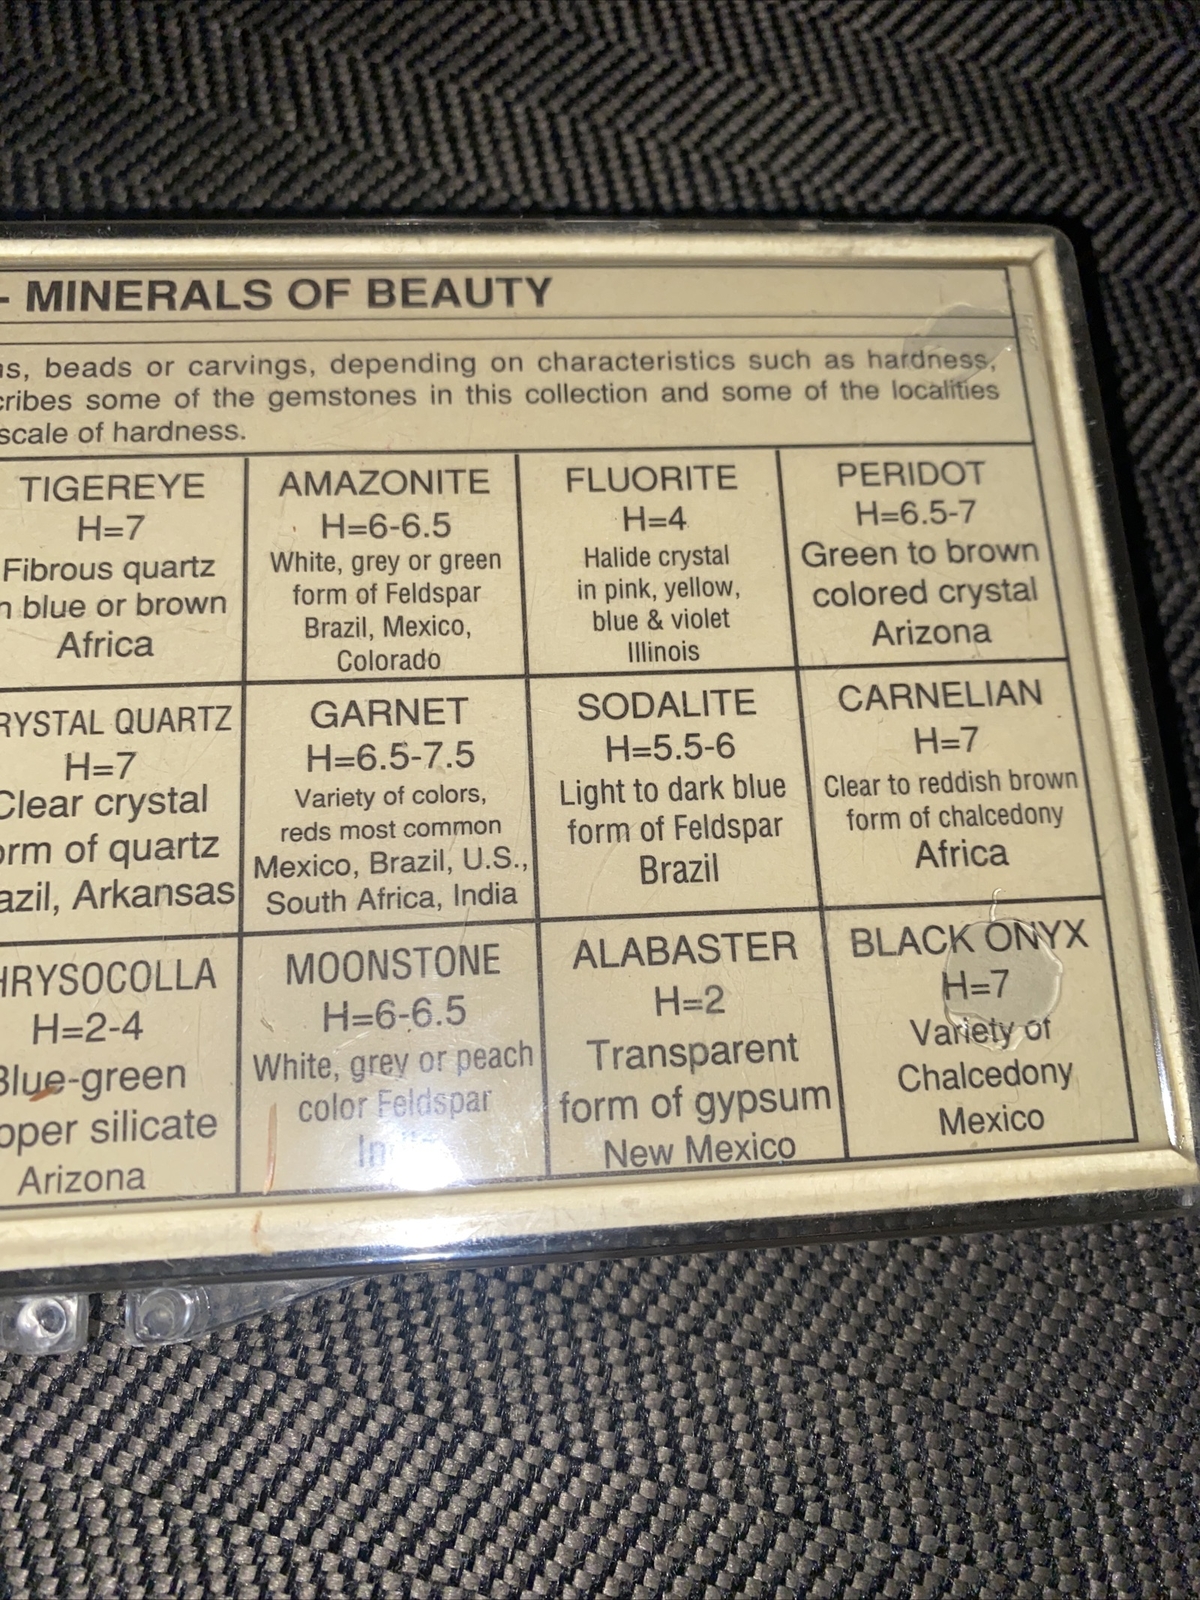 - MINERALS OF BEAUTY
beads or carvings, depending on characteristics such as hardness,
some of the gemstones in this collection and some of the localities
scale of hardness.
TIGEREYE
H=7
Fibrous quartz
blue or brown
Africa
AMAZONITE
H=6-6.5
White, grey or green
form of Feldspar
Brazil, Mexico,
Colorado
FLUORITE
H=4
Halide crystal
in pink, yellow,
blue & violet
Illinois
PERIDOT
H=6.5-7
Green to brown
colored crystal
Arizona
RYSTAL QUARTZ
H=7
Clear crystal
orm of quartz
azil, Arkansas
GARNET
H=6.5-7.5
Variety of colors,
reds most common
Mexico, Brazil, U.S.,
South Africa, India
SODALITE
H=5.5-6
Light to dark blue
form of Feldspar
Brazil
CARNELIAN
H=7
Clear to reddish brown
form of chalcedony
Africa
HRYSOCOLLA
H=2-4
Blue-green
pper silicate
Arizona
MOONSTONE
H=6-6.5
White, grey or peach
color Feldspar
ALABASTER
H=2
Transparent
form of gypsum
New Mexico
BLACK ONYX
H=7
Variety of
Chalcedony
Mexico